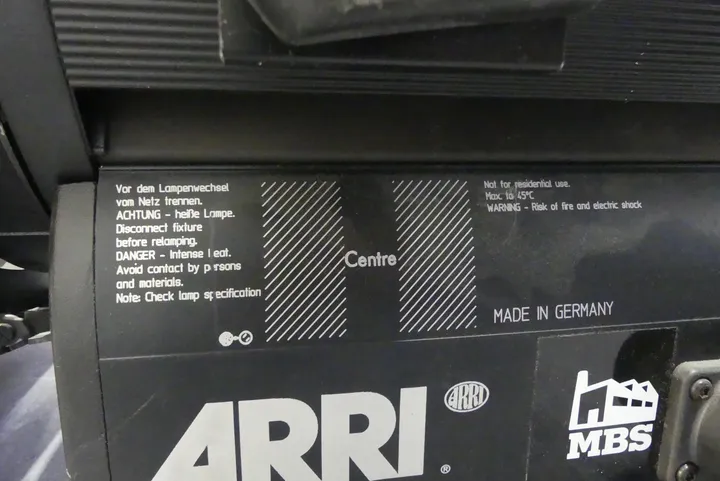 Vor dem Lampenwechsel
vom Netz trennen.
ACHTUNG - heiße Lampe.
Disconnect fixture
before relamping.
DANGER - Intense  eat.
Avoid contact by p rsons
and materials.
Note: Check lamp specification
Centre
Not for residential use.
Max. ta 45°C
WARNING - Risk of fire and electric shock
MADE IN GERMANY
ARRI
ARRI
®
MBS